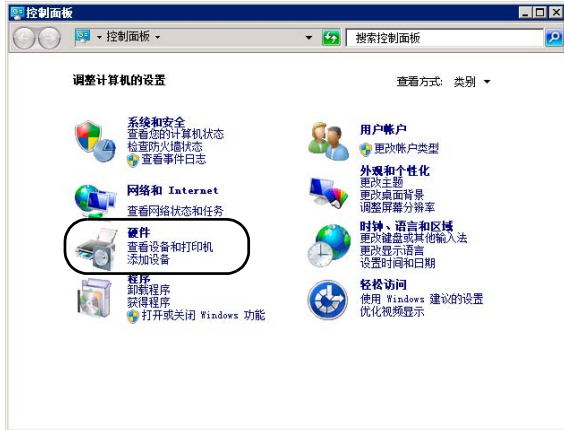 控制面板
控制面板
搜索控制面板
调整计算机的设置
查看方式: 类别
系统和安全
查看您的计算机状态
检查防火墙状态
查看事件日志
网络和 Internet
查看网络状态和任务
硬件
查看设备和打印机
添加设备
程序
卸载程序
获得程序
打开或关闭 Windows 功能
用户帐户
更改帐户类型
外观和个性化
更改主题
更改桌面背景
调整屏幕分辨率
时钟、语言和区域
更改键盘或其他输入法
更改显示语言
设置时间和日期
轻松访问
使用 Windows 建议的设置
优化视频显示